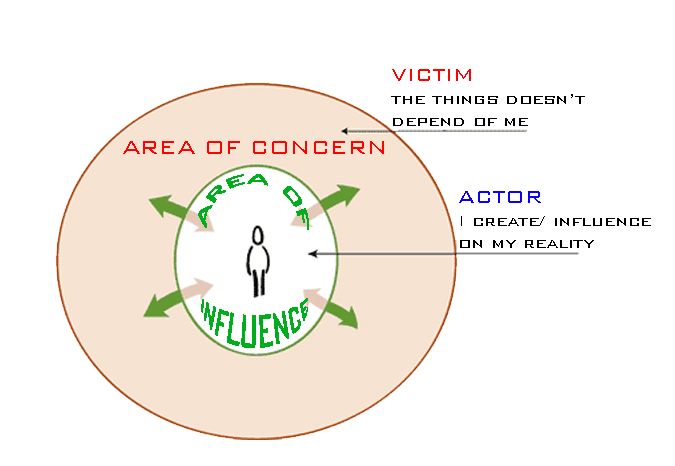 VICTIM
THE THINGS DOESN'T
DEPEND OF ME
AREA OF CONCERN
AREA OF
INFLUENCE
ACTOR
I CREATE/ INFLUENCE
ON MY REALITY